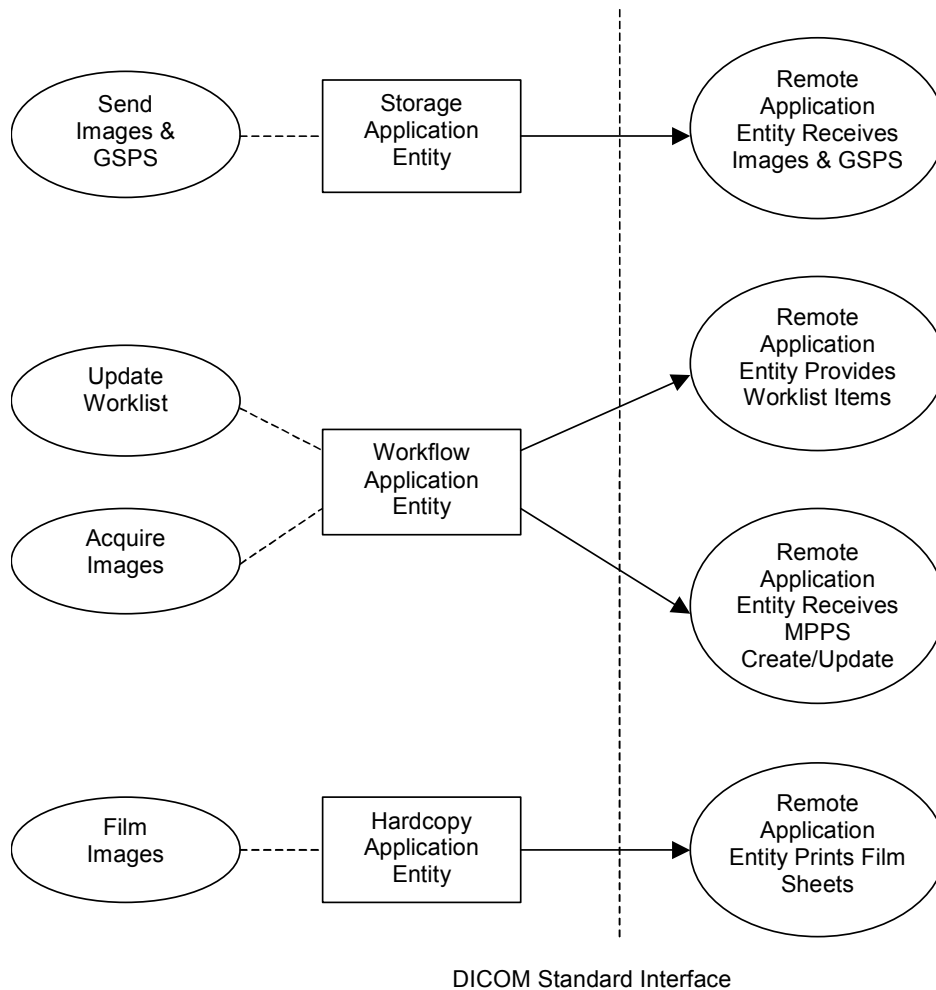 Send
Images &
GSPS
Storage
Application
Entity
Remote
Application
Entity Receives
Images & GSPS
Update
Worklist
Acquire
Images
Workflow
Application
Entity
Remote
Application
Entity Provides
Worklist Items
Remote
Application
Entity Receives
MPPS
Create/Update
Film
Images
Hardcopy
Application
Entity
Remote
Application
Entity Prints Film
Sheets
DICOM Standard Interface